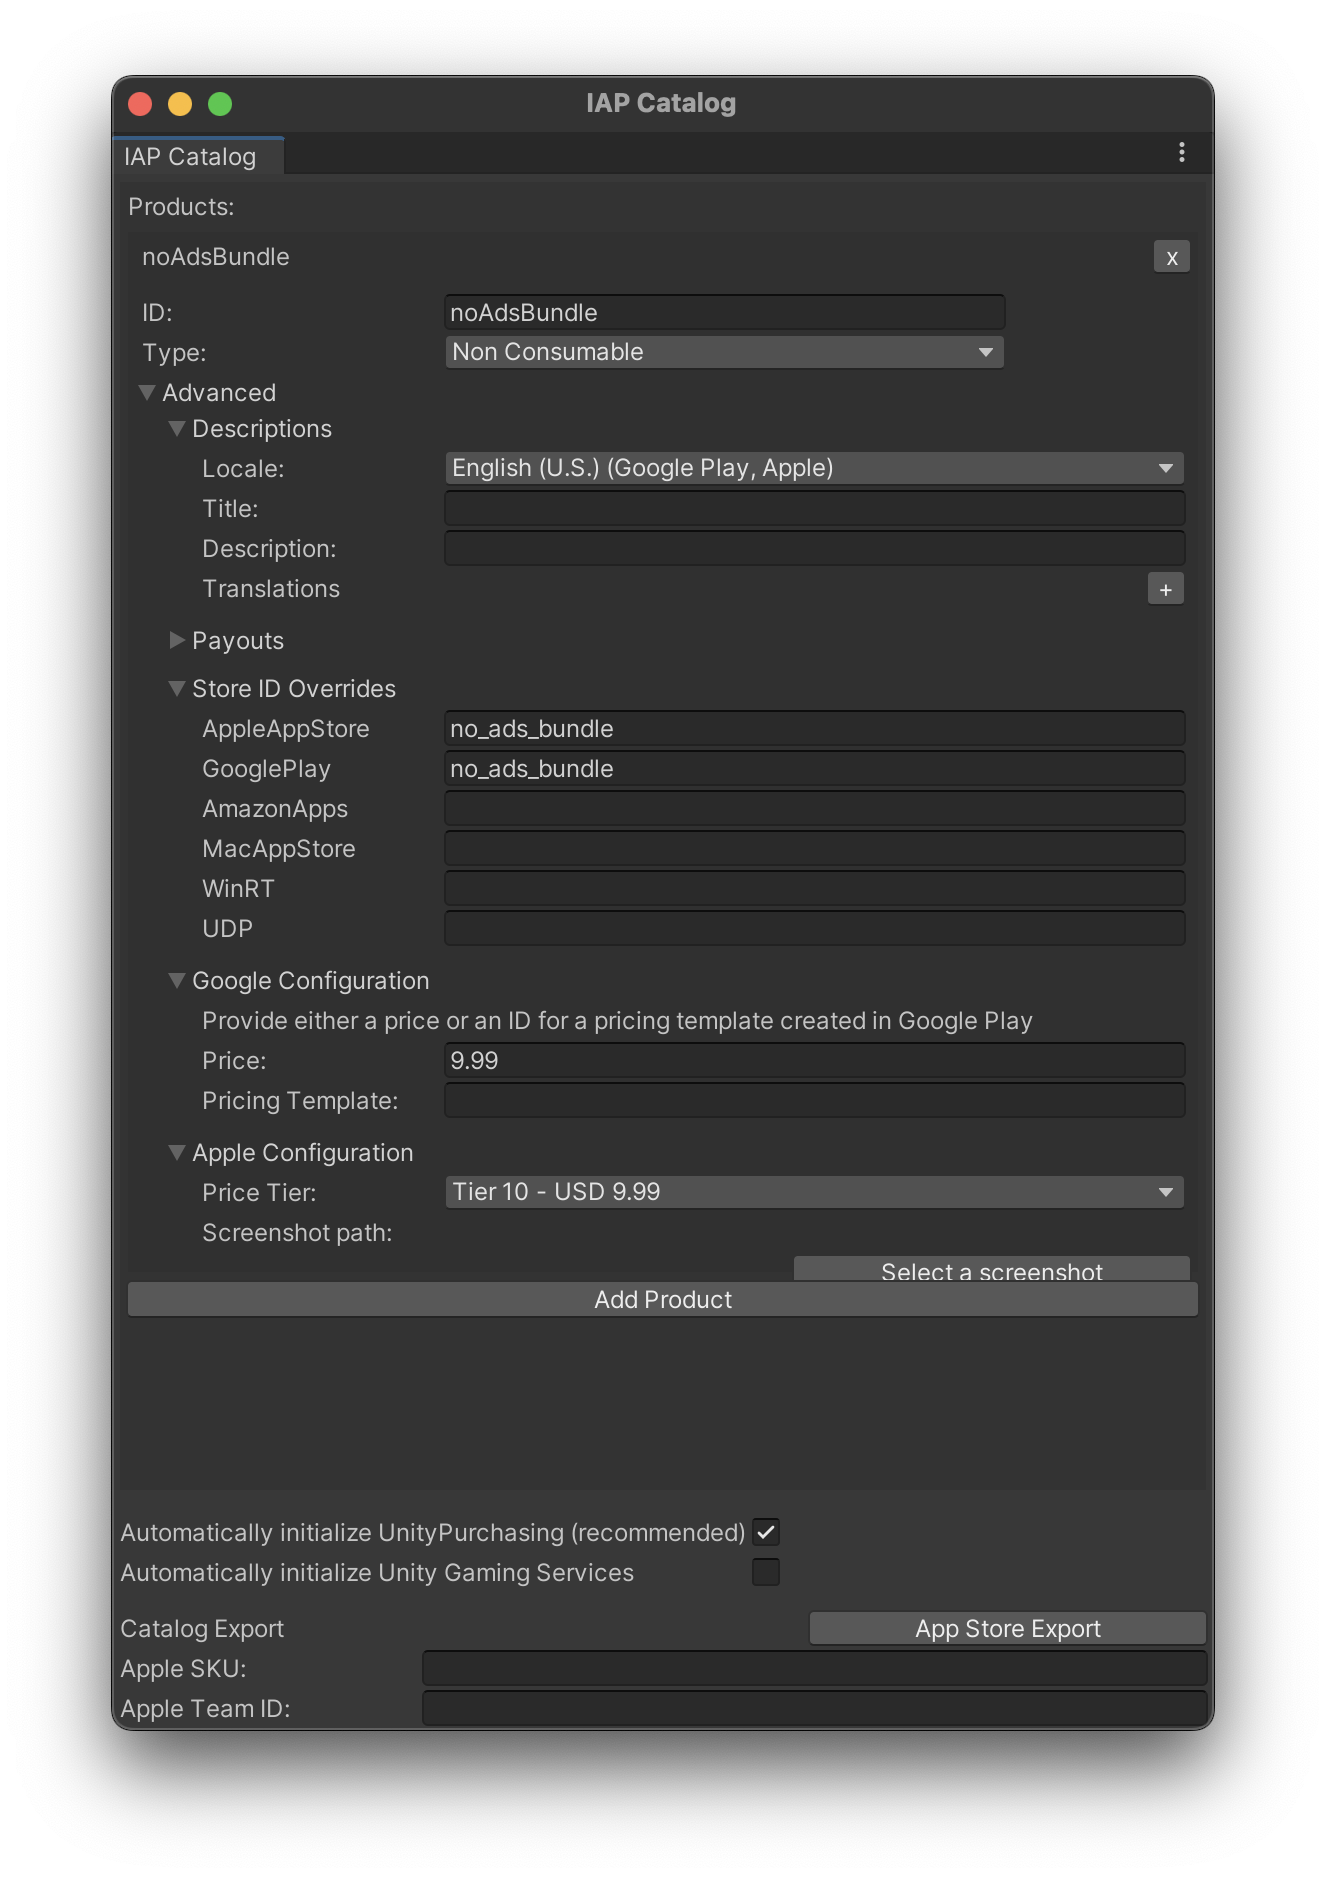 IAP Catalog
IAP Catalog
Products:
noAdsBundle x
ID: noAdsBundle
Type: Non Consumable
Advanced
Descriptions
Locale: English (U.S.) (Google Play, Apple)
Title:
Description:
Translations +
Payouts
Store ID Overrides
AppleAppStore no_ads_bundle
GooglePlay no_ads_bundle
AmazonApps
MacAppStore
WinRT
UDP
Google Configuration
Provide either a price or an ID for a pricing template created in Google Play
Price: 9.99
Pricing Template:
Apple Configuration
Price Tier: Tier 10 - USD 9.99
Screenshot path:
Select a screenshot
Add Product
Automatically initialize UnityPurchasing (recommended)
Automatically initialize Unity Gaming Services
Catalog Export App Store Export
Apple SKU:
Apple Team ID: